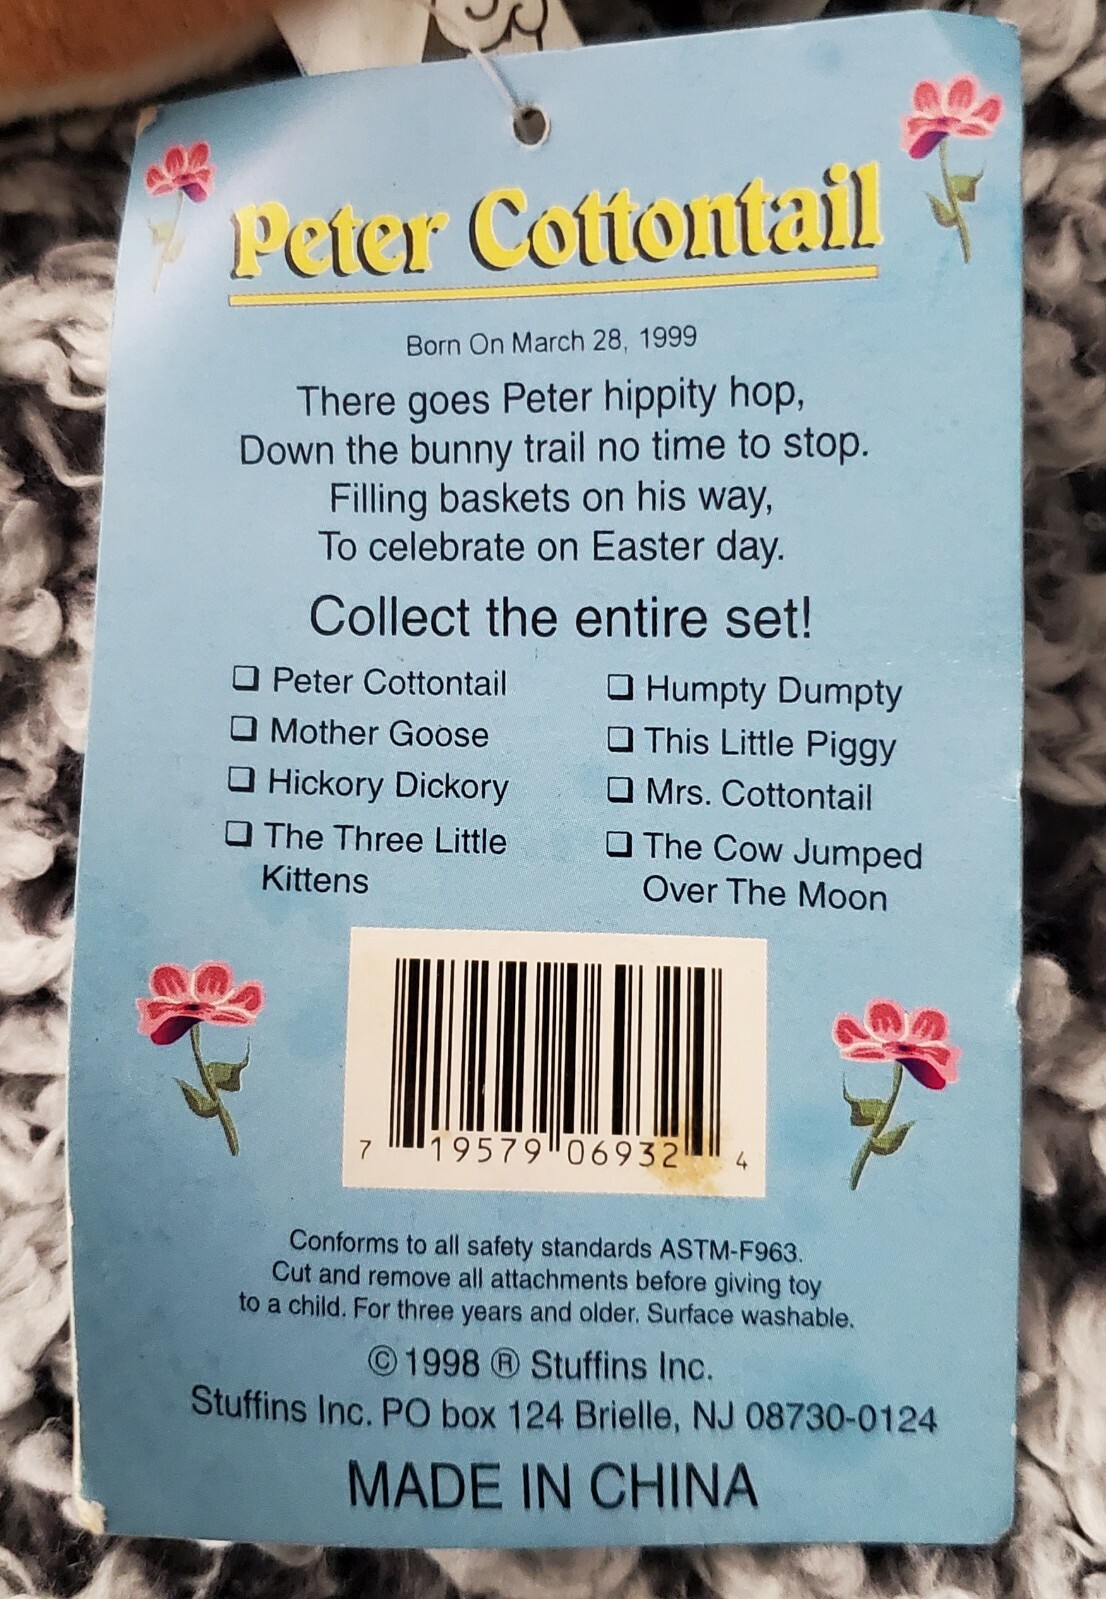 Peter Cottontail
Born On March 28, 1999
There goes Peter hippity hop,
Down the bunny trail no time to stop.
Filling baskets on his way,
To celebrate on Easter day.
Collect the entire set!
❏ Peter Cottontail
❏ Mother Goose
❏ Hickory Dickory
❏ The Three Little
Kittens
❏ Humpty Dumpty
❏ This Little Piggy
❏ Mrs. Cottontail
❏ The Cow Jumped
Over The Moon
7 19579 06932 4
Conforms to all safety standards ASTM-F963.
Cut and remove all attachments before giving toy
to a child. For three years and older. Surface washable.
© 1998 ® Stuffins Inc.
Stuffins Inc. PO box 124 Brielle, NJ 08730-0124
MADE IN CHINA